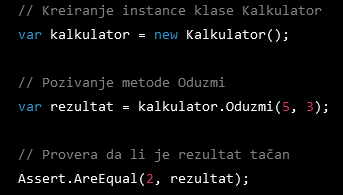 // Kreiranje instance klase Kalkulator
var kalkulator = new Kalkulator();
// Pozivanje metode Oduzmi
var rezultat = kalkulator.Oduzmi(5, 3);
// Provera da li je rezultat tačan
Assert.AreEqual(2, rezultat);